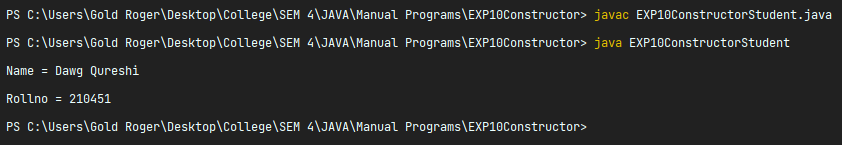 PS C:\Users\Gold Roger\Desktop\College\SEM 4\JAVA\Manual Programs\EXP10Constructor> javac EXP10ConstructorStudent.java
PS C:\Users\Gold Roger\Desktop\College\SEM 4\JAVA\Manual Programs\EXP10Constructor> java EXP10ConstructorStudent
Name = Dawg Qureshi
Rollno = 210451
PS C:\Users\Gold Roger\Desktop\College\SEM 4\JAVA\Manual Programs\EXP10Constructor>